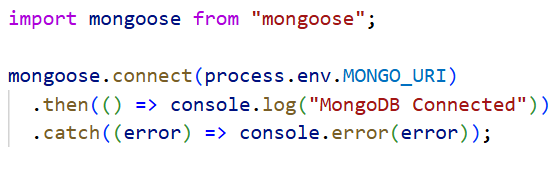 import mongoose from "mongoose";
mongoose.connect(process.env.MONGO_URI)
.then(() => console.log("MongoDB Connected"))
.catch((error) => console.error(error));